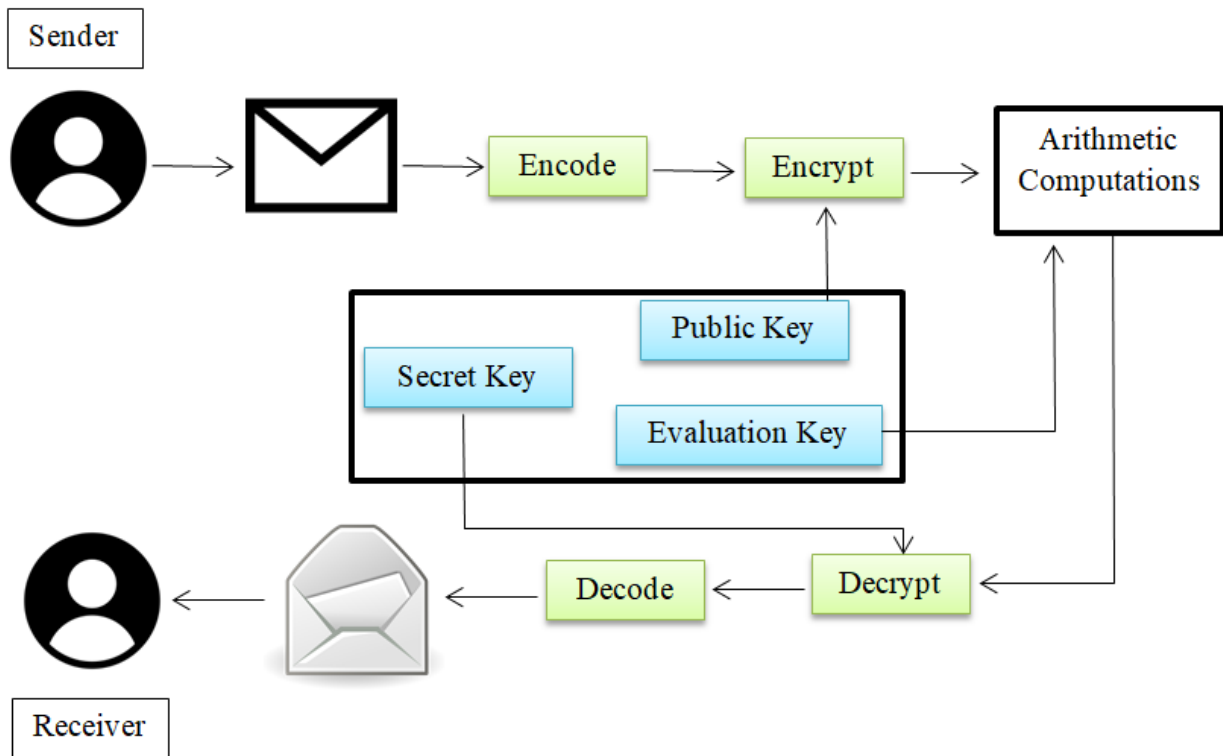 Sender
Encode
Encrypt
Arithmetic
Computations
Public Key
Secret Key
Evaluation Key
Decode
Decrypt
Receiver